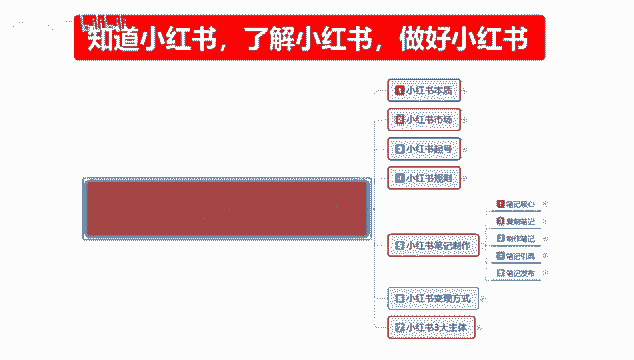 知道小红书，了解小红书，做好小红书
1 小红书本质
2 小红书市场
3 小红书起号
4 小红书规则
5 小红书笔记制作
1 笔记核心
2 复制笔记
3 制作笔记
4 笔记引流
5 笔记发布
6 小红书变现方式
7 小红书3大主体